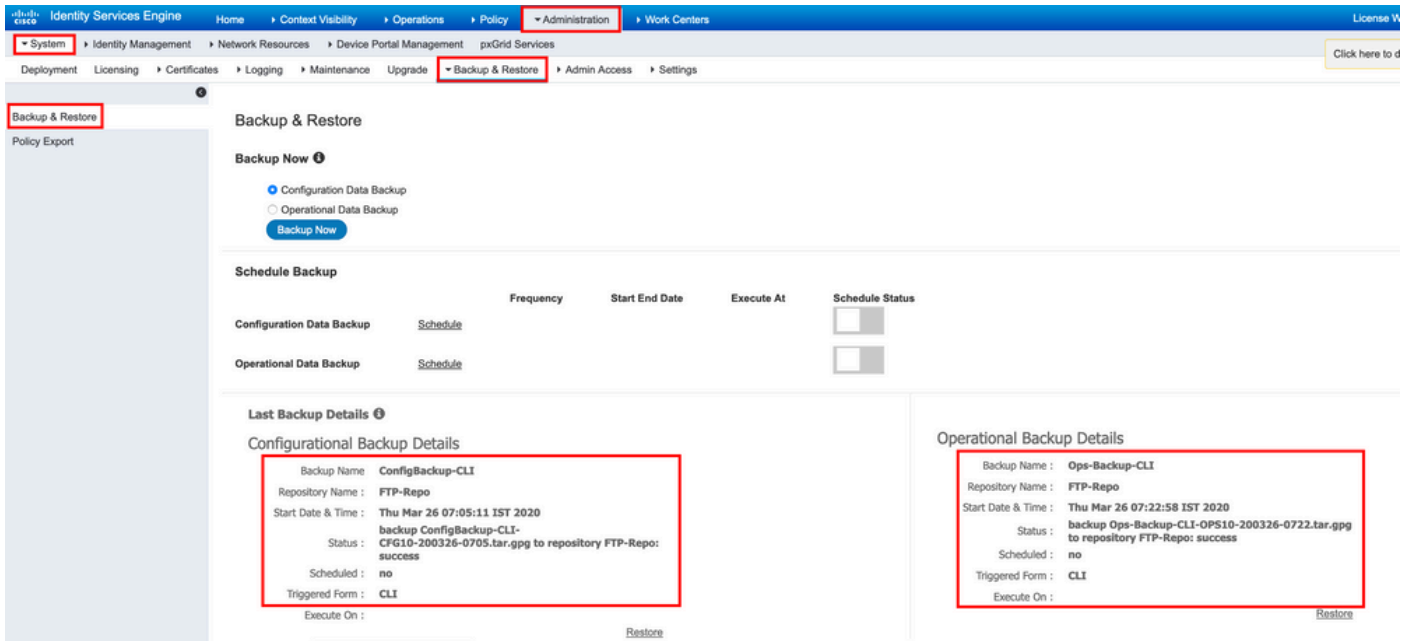 cisco Identity Services Engine Home Context Visibility Operations Policy Administration Work Centers License W
System Identity Management Network Resources Device Portal Management pxGrid Services
Click here to d
Deployment Licensing Certificates Logging Maintenance Upgrade Backup & Restore Admin Access Settings
Backup & Restore
Policy Export
Backup & Restore
Backup Now
Configuration Data Backup
Operational Data Backup
Backup Now
Schedule Backup
Frequency Start End Date Execute At Schedule Status
Configuration Data Backup Schedule
Operational Data Backup Schedule
Last Backup Details
Configurational Backup Details
Backup Name ConfigBackup-CLI
Repository Name : FTP-Repo
Start Date & Time : Thu Mar 26 07:05:11 IST 2020
backup ConfigBackup-CLI-
Status : CFG10-200326-0705.tar.gpg to repository FTP-Repo:
success
Scheduled : no
Triggered Form : CLI
Execute On :
Restore
Operational Backup Details
Backup Name : Ops-Backup-CLI
Repository Name : FTP-Repo
Start Date & Time : Thu Mar 26 07:22:58 IST 2020
Status : backup Ops-Backup-CLI-OPS10-200326-0722.tar.gpg
to repository FTP-Repo: success
Scheduled : no
Triggered Form : CLI
Execute On :
Restore